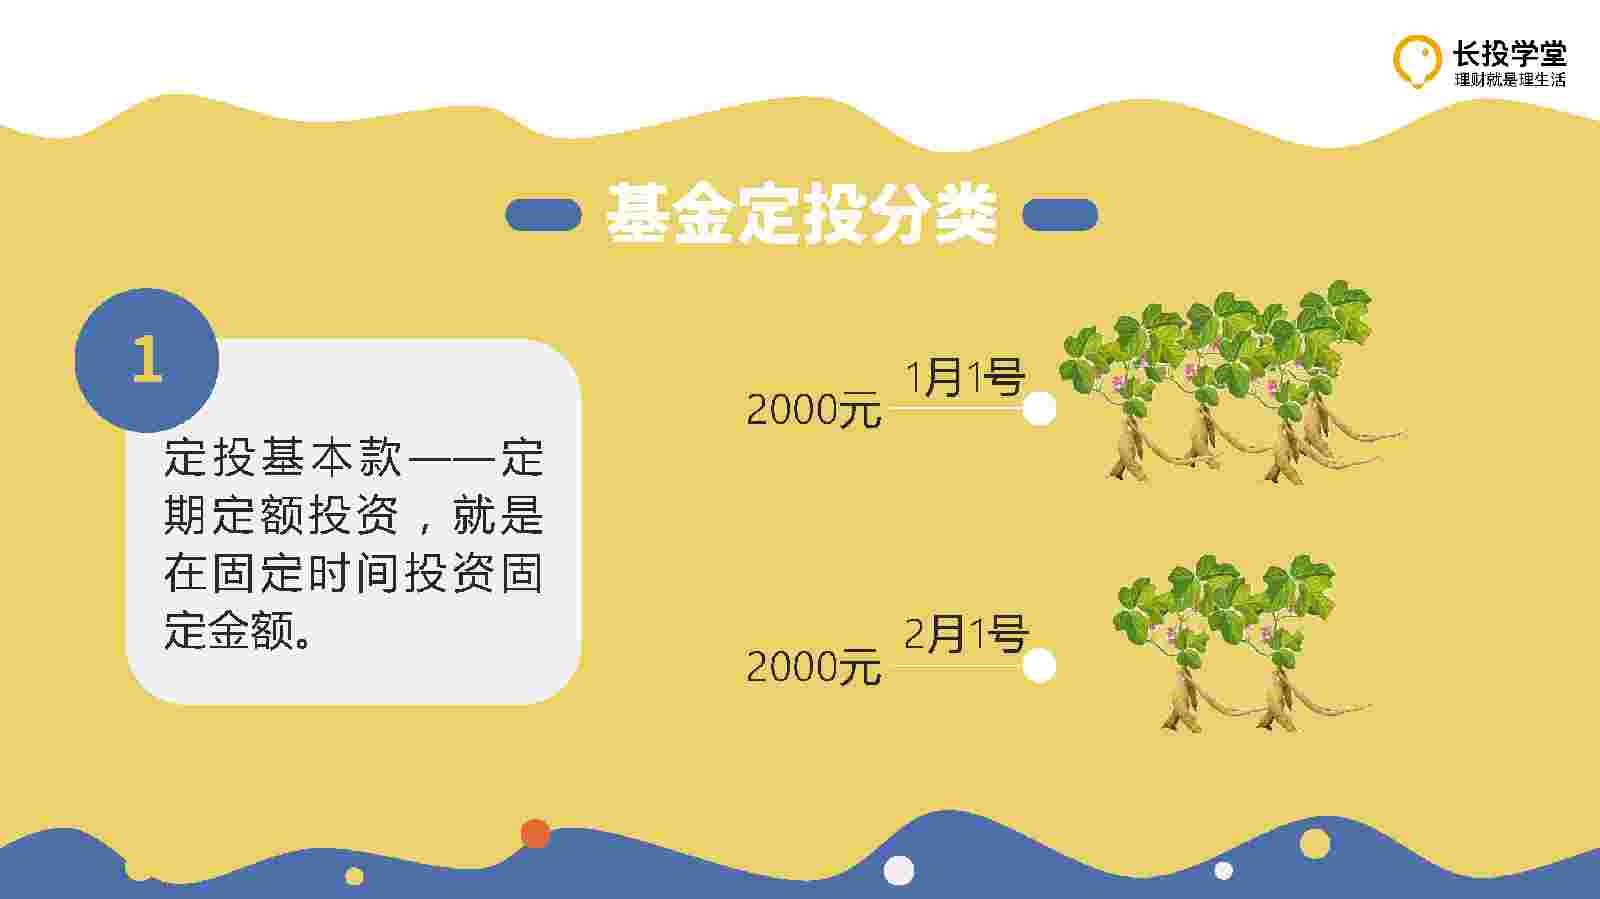 长投学堂
理财就是理生活
基金定投分类
1
定投基本款——定
期定额投资，就是
在固定时间投资固
定金额。
2000元
1月1号
2000元
2月1号